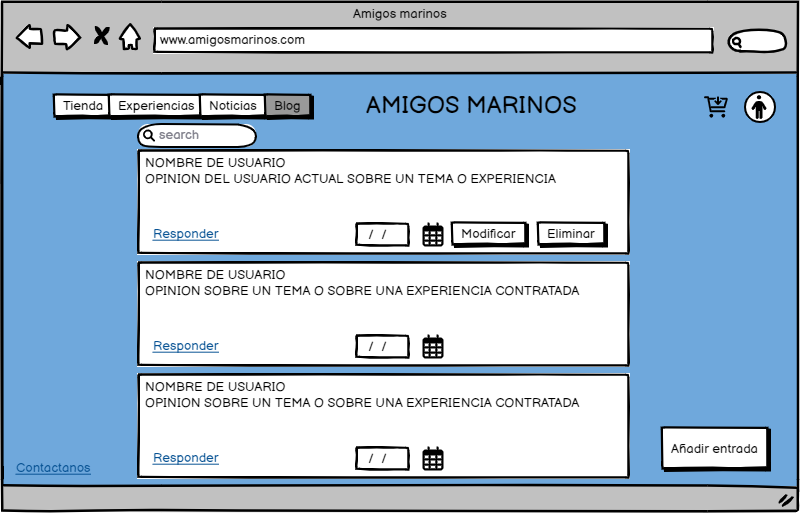 Amigos marinos
www.amigosmarinos.com
Tienda Experiencias Noticias Blog
AMIGOS MARINOS
search
NOMBRE DE USUARIO
OPINION DEL USUARIO ACTUAL SOBRE UN TEMA O EXPERIENCIA
Responder / / Modificar Eliminar
NOMBRE DE USUARIO
OPINION SOBRE UN TEMA O SOBRE UNA EXPERIENCIA CONTRATADA
Responder / /
NOMBRE DE USUARIO
OPINION SOBRE UN TEMA O SOBRE UNA EXPERIENCIA CONTRATADA
Responder / /
Añadir entrada
Contactanos